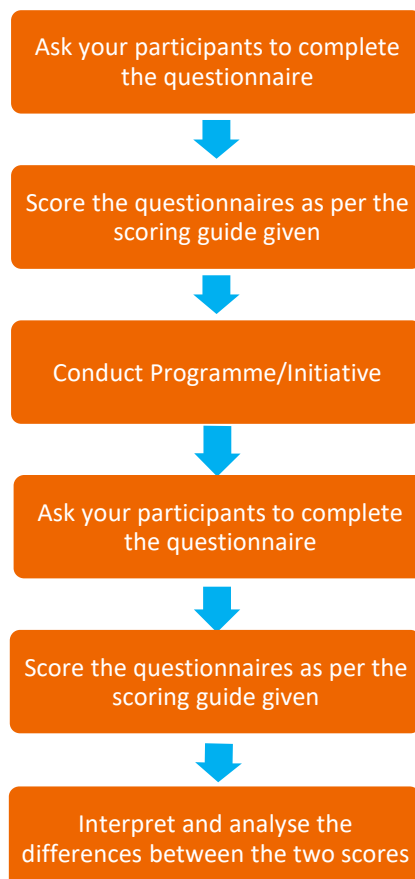 Ask your participants to complete
the questionnaire
Score the questionnaires as per the
scoring guide given
Conduct Programme/Initiative
Ask your participants to complete
the questionnaire
Score the questionnaires as per the
scoring guide given
Interpret and analyse the
differences between the two scores